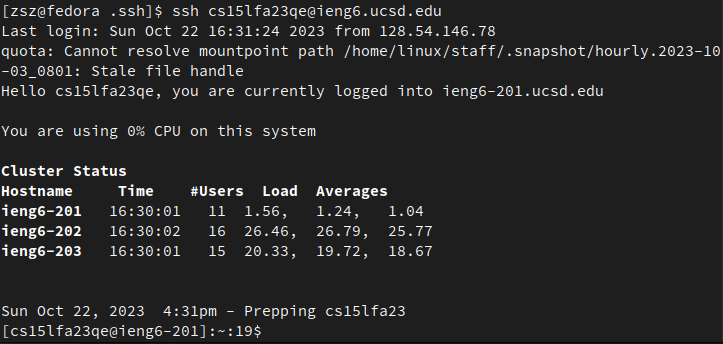 [zsz@fedora .ssh]$ ssh cs15lfa23qe@ieng6.ucsd.edu
Last login: Sun Oct 22 16:31:24 2023 from 128.54.146.78
quota: Cannot resolve mountpoint path /home/linux/staff/.snapshot/hourly.2023-10
-03_0801: Stale file handle
Hello cs15lfa23qe, you are currently logged into ieng6-201.ucsd.edu
You are using 0% CPU on this system
Cluster Status
Hostname     Time    #Users  Load  Averages
ieng6-201   16:30:01   11  1.56,   1.24,   1.04
ieng6-202   16:30:02   16  26.46,  26.79,  25.77
ieng6-203   16:30:01   15  20.33,  19.72,  18.67
Sun Oct 22, 2023  4:31pm - Prepping cs15lfa23
[cs15lfa23qe@ieng6-201]:~:19$